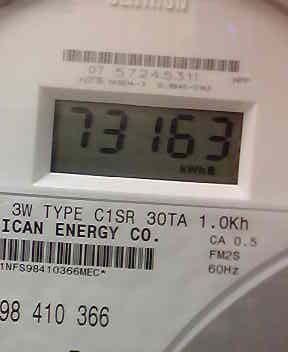 07 57245311
73163
3W TYPE C1SR 30TA 1.0Kh
ICAN ENERGY CO.
CA 0.5
FM2S
60Hz
1NFS98410366MEC*
98 410 366